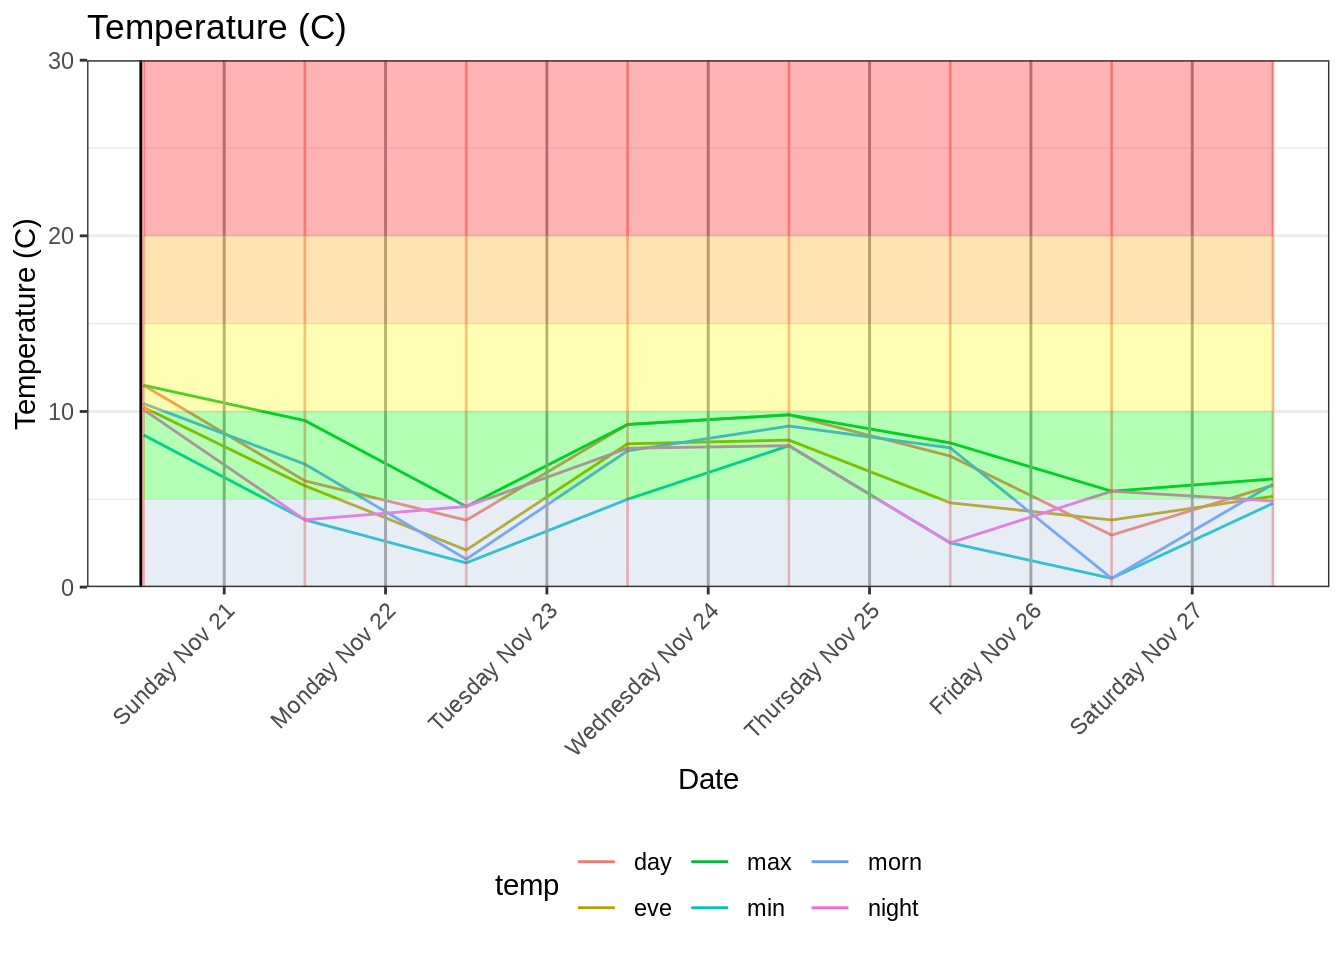 Temperature (C)
Temperature (C)
30
20
10
0
Sunday Nov 21
Monday Nov 22
Tuesday Nov 23
Wednesday Nov 24
Thursday Nov 25
Friday Nov 26
Saturday Nov 27
Date
temp
day max morn
eve min night